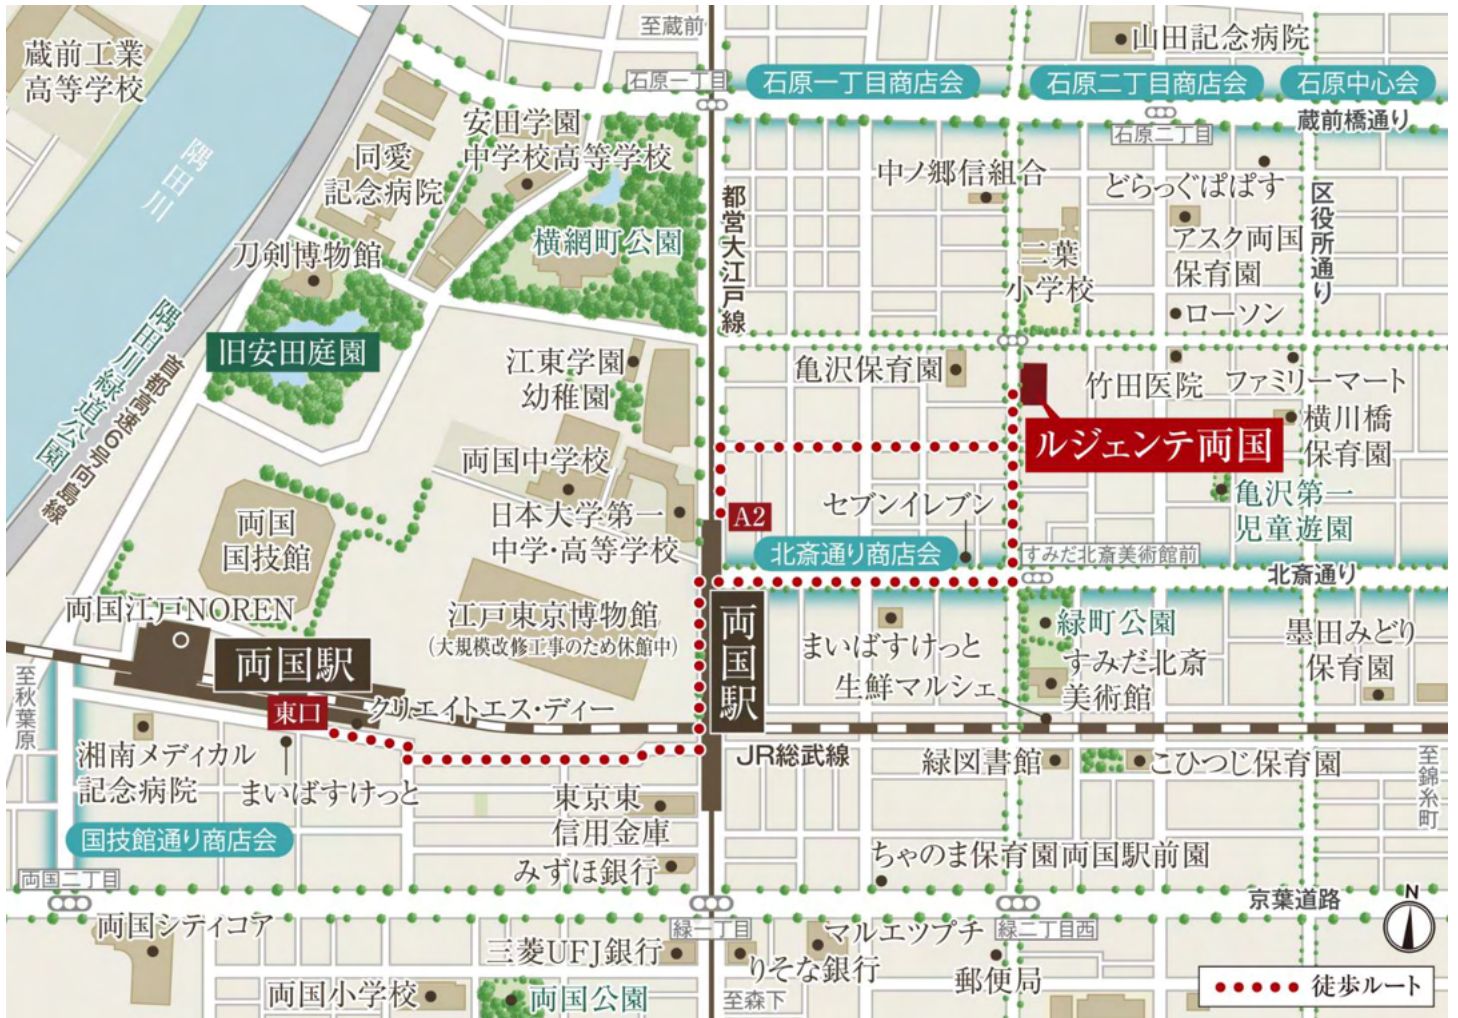 至蔵前
蔵前工業
高等学校
山田記念病院
石原一丁目
石原一丁目商店会
石原二丁目商店会
石原中心会
蔵前橋通り
石原二丁目
隅田川
同愛
記念病院
安田学園
中学校高等学校
中ノ郷信組合
どらっぐぱぱす
都営大江戸線
区役所通り
横網町公園
刀剣博物館
アスク両国
保育園
二葉
小学校
ローソン
隅田川緑道公園
首都高速6号向島線
旧安田庭園
江東学園
幼稚園
亀沢保育園
竹田医院
ファミリーマート
横川橋
保育園
ルジェンテ両国
両国中学校
亀沢第一
児童遊園
A2
セブンイレブン
日本大学第一
中学・高等学校
両国
国技館
北斎通り商店会
すみだ北斎美術館前
北斎通り
両国江戸NOREN
江戸東京博物館
(大規模改修工事のため休館中)
両国駅
両国駅
まいばすけっと
緑町公園
墨田みどり
保育園
すみだ北斎
美術館
生鮮マルシェ
至秋葉原
東口
クリエイトエス・ディー
JR総武線
湘南メディカル
記念病院
まいばすけっと
緑図書館
こひつじ保育園
至錦糸町
東京東
信用金庫
国技館通り商店会
みずほ銀行
ちゃのま保育園両国駅前園
両国二丁目
京葉道路
N
両国シティコア
緑一丁目
緑二丁目西
三菱UFJ銀行
マルエツプチ
りそな銀行
郵便局
両国小学校
両国公園
至森下
徒歩ルート